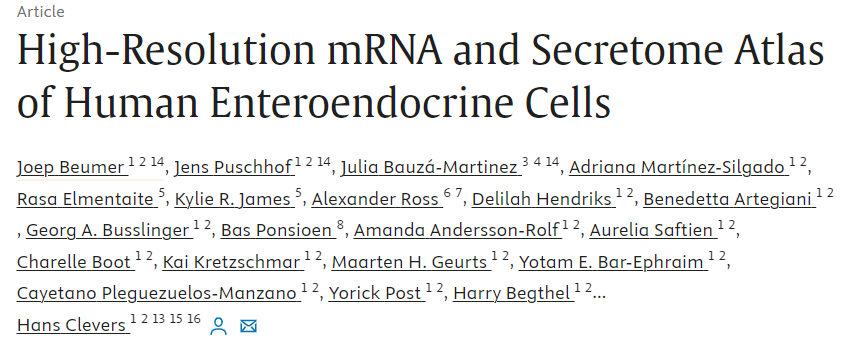 Article
High-Resolution mRNA and Secretome Atlas
of Human Enteroendocrine Cells
Joep Beumer 1 2 14, Jens Puschhof 1 2 14, Julia Bauzá-Martinez 3 4 14, Adriana Martínez-Silgado 1 2,
Rasa Elmentaite 5, Kylie R. James 5, Alexander Ross 6 7, Delilah Hendriks 1 2, Benedetta Artegiani 1 2
, Georg A. Busslinger 1 2, Bas Ponsioen 8, Amanda Andersson-Rolf 1 2, Aurelia Saftien 1 2,
Charelle Boot 1 2, Kai Kretzschmar 1 2, Maarten H. Geurts 1 2, Yotam E. Bar-Ephraim 1 2,
Cayetano Pleguezuelos-Manzano 1 2, Yorick Post 1 2, Harry Begthel 1 2...
Hans Clevers 1 2 13 15 16